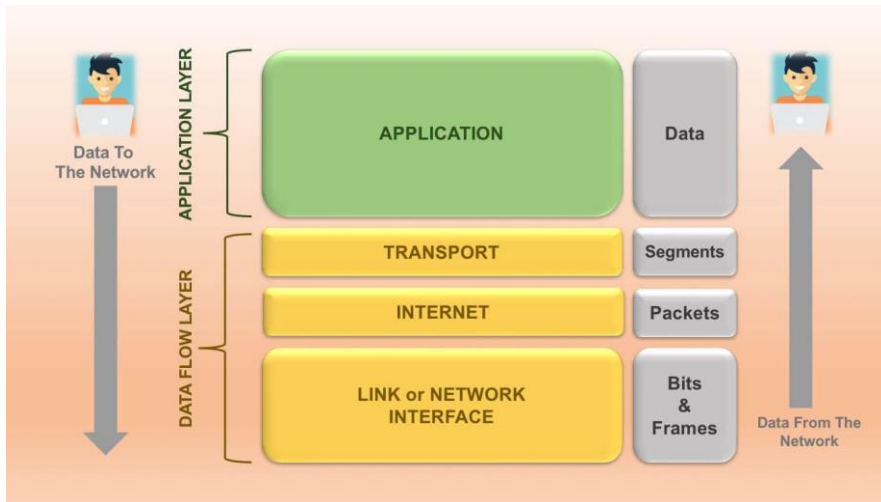 Data To
The Network
APPLICATION LAYER
APPLICATION
Data
DATA FLOW LAYER
TRANSPORT
Segments
INTERNET
Packets
LINK or NETWORK
INTERFACE
Bits
&
Frames
Data From The
Network